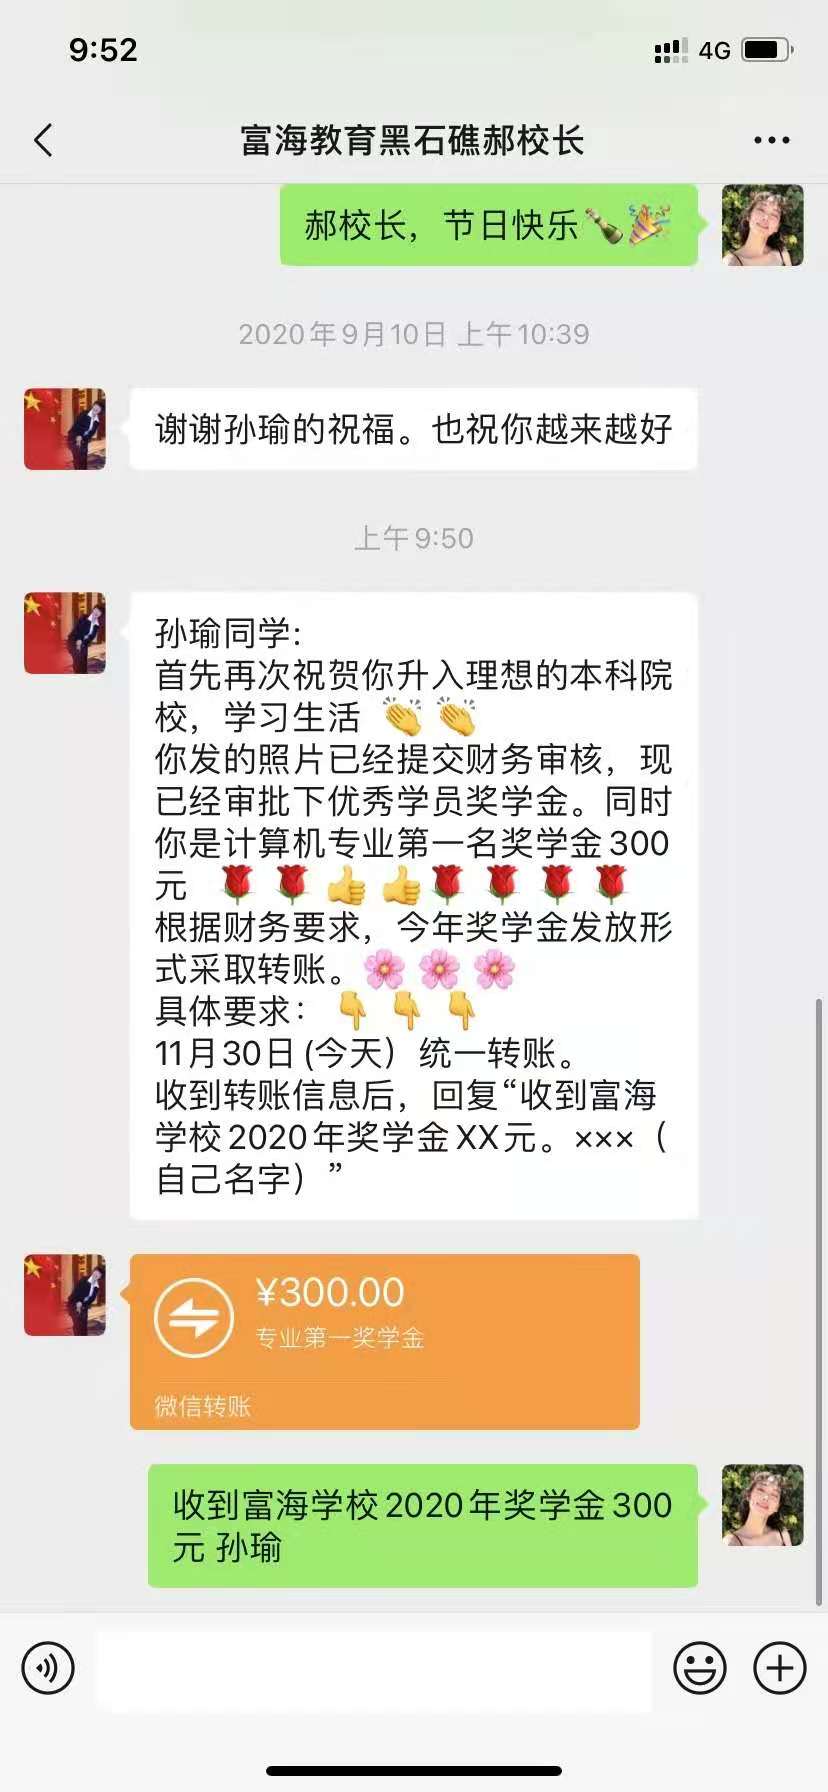 9:52
4G
富海教育黑石礁郝校长
郝校长，节日快乐🍾🎉
2020年9月10日 上午10:39
谢谢孙瑜的祝福。也祝你越来越好
上午9:50
孙瑜同学:
首先再次祝贺你升入理想的本科院
校，学习生活 👏 👏
你发的照片已经提交财务审核，现
已经审批下优秀学员奖学金。同时
你是计算机专业第一名奖学金300
元 🌹 🌹 👍 👍 🌹 🌹 🌹 🌹
根据财务要求，今年奖学金发放形
式采取转账。🌸 🌸 🌸
具体要求： 👇 👇 👇
11月30日(今天）统一转账。
收到转账信息后，回复“收到富海
学校2020年奖学金XX元。×××（
自己名字）”
¥300.00
专业第一奖学金
微信转账
收到富海学校2020年奖学金300
元 孙瑜